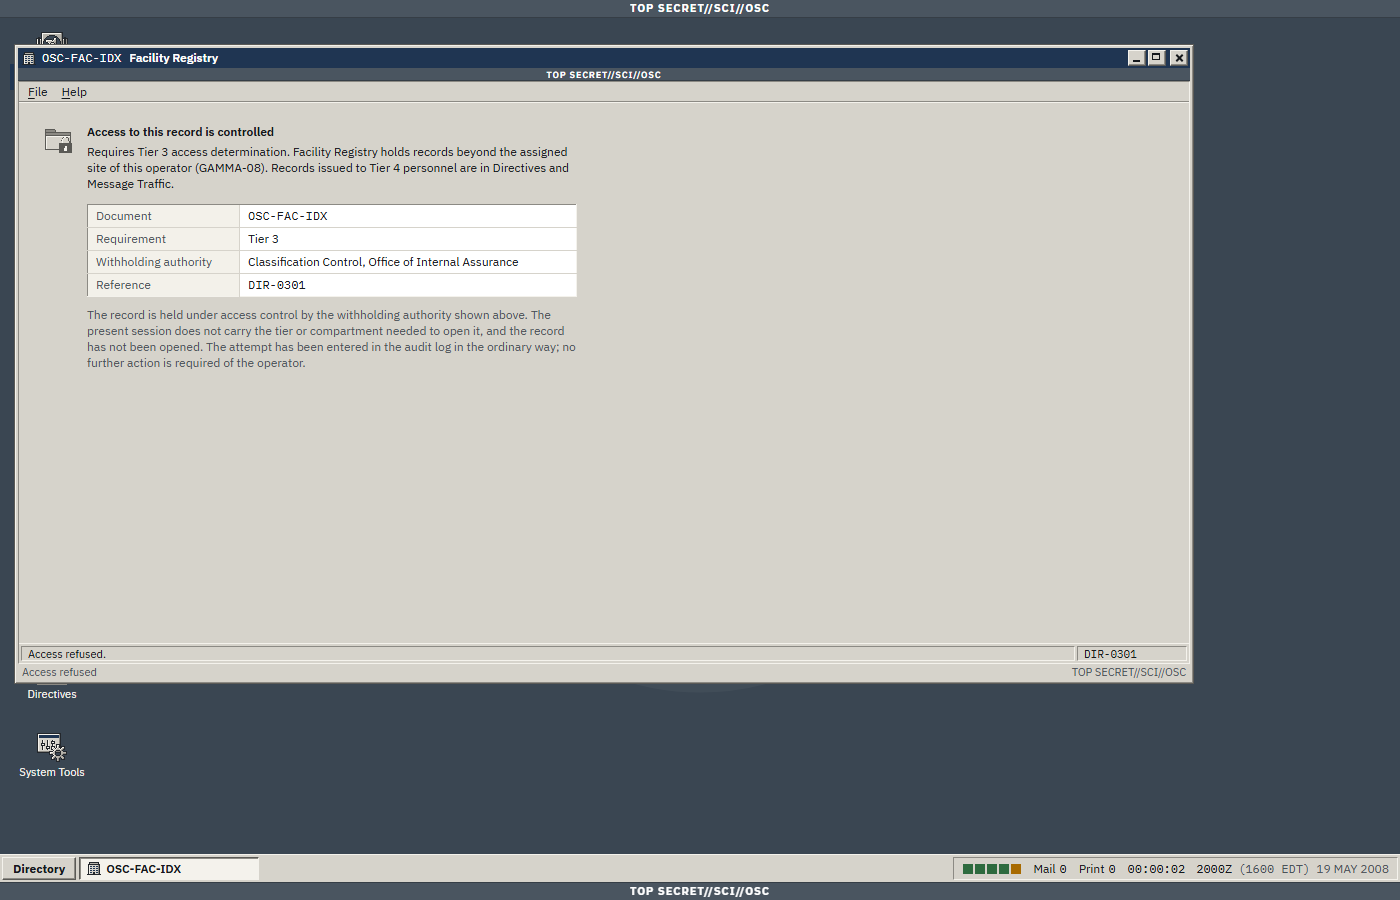 TOP SECRET//SCI//OSC
OSC-FAC-IDX Facility Registry
TOP SECRET//SCI//OSC
File Help
Access to this record is controlled
Requires Tier 3 access determination. Facility Registry holds records beyond the assigned
site of this operator (GAMMA-08). Records issued to Tier 4 personnel are in Directives and
Message Traffic.
Document OSC-FAC-IDX
Requirement Tier 3
Withholding authority Classification Control, Office of Internal Assurance
Reference DIR-0301
The record is held under access control by the withholding authority shown above. The
present session does not carry the tier or compartment needed to open it, and the record
has not been opened. The attempt has been entered in the audit log in the ordinary way; no
further action is required of the operator.
Access refused. DIR-0301
Access refused TOP SECRET//SCI//OSC
Directives
System Tools
Directory OSC-FAC-IDX Mail 0 Print 0 00:00:02 2000Z (1600 EDT) 19 MAY 2008
TOP SECRET//SCI//OSC